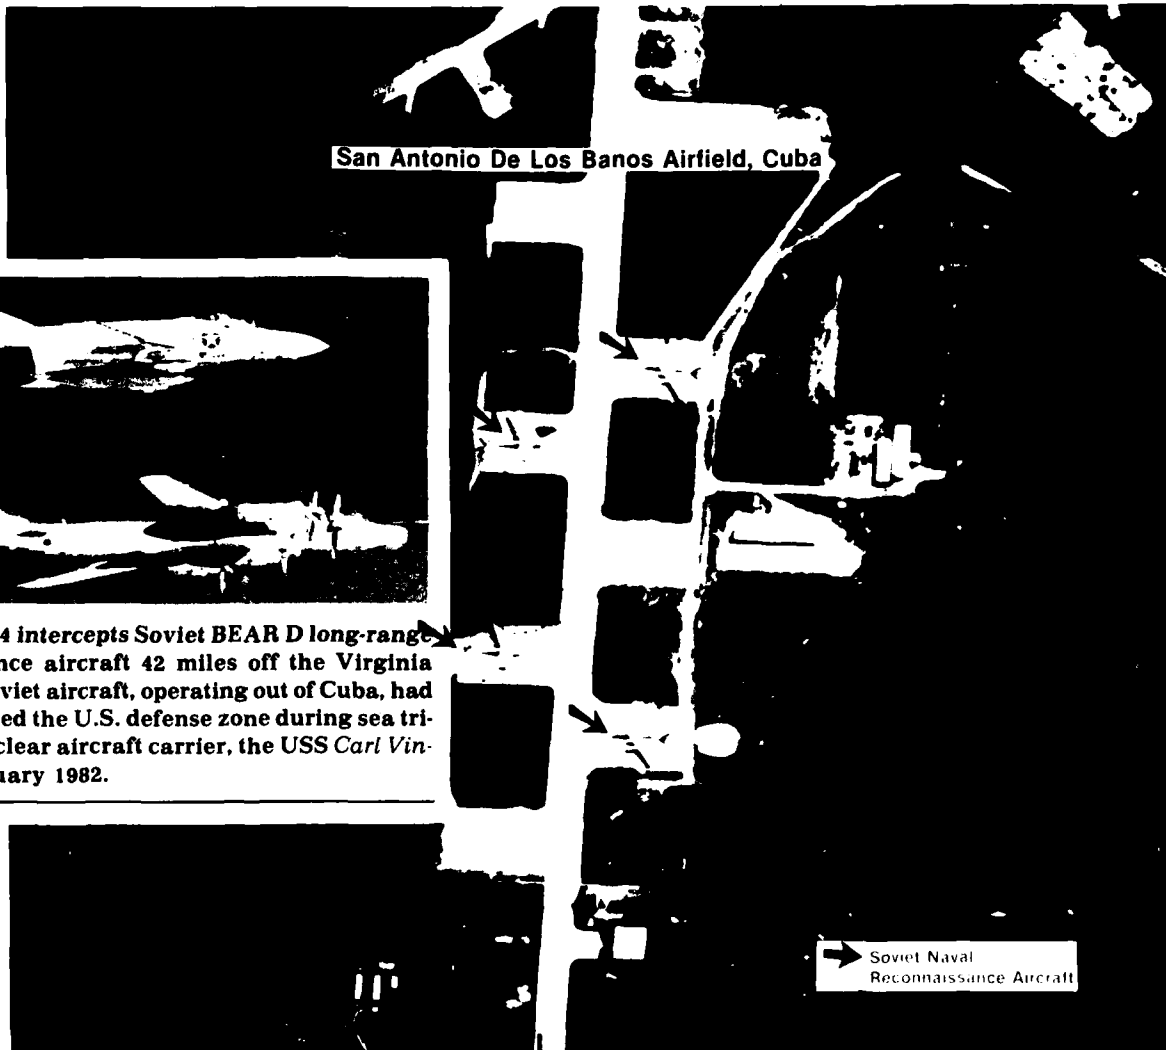 San Antonio De Los Banos Airfield, Cuba
4 intercepts Soviet BEAR D long-range
nce aircraft 42 miles off the Virginia
viet aircraft, operating out of Cuba, had
ed the U.S. defense zone during sea tri-
clear aircraft carrier, the USS Carl Vin-
uary 1982.
Soviet Naval
Reconnaissance Aircraft